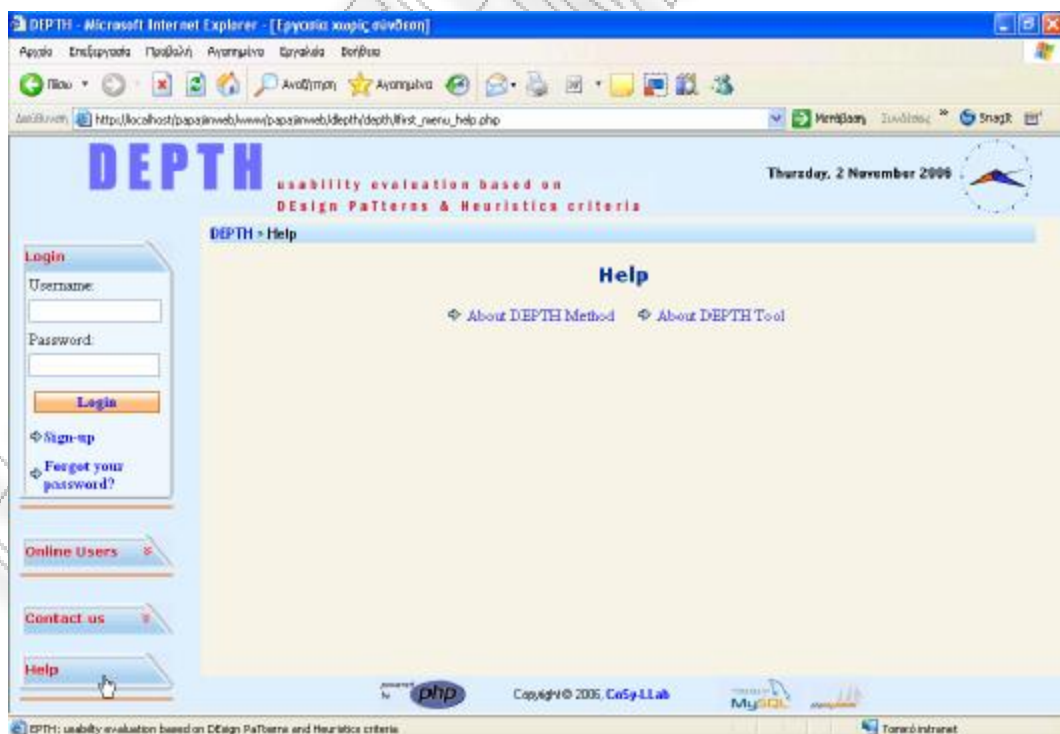 DEPTH - Microsoft Internet Explorer - [Εργασία χωρίς σύνδεση]
Αρχείο Επεξεργασία Προβολή Αγαπημένα Εργαλεία Βοήθεια
Πίσω Αναζήτηση Αγαπημένα
Διεύθυνση http://localhost/papajimweb/www/papajimweb/depth/depth/first_menu_help.php Μετάβαση Συνδέσεις » SnagIt
DEPTH
usability evaluation based on
DEsign PaTterns & Heuristics criteria
Thursday, 2 November 2006
DEPTH > Help
Login
Username:
Password:
Login
Sign-up
Forgot your
password?
Online Users
Contact us
Help
Help
About DEPTH Method About DEPTH Tool
powered
by php
Copyright © 2006, CoSy-LLab
MySQL
EPTH: usability evaluation based on DEsign PaTterns and Heuristics criteria
Τοπικό intranet